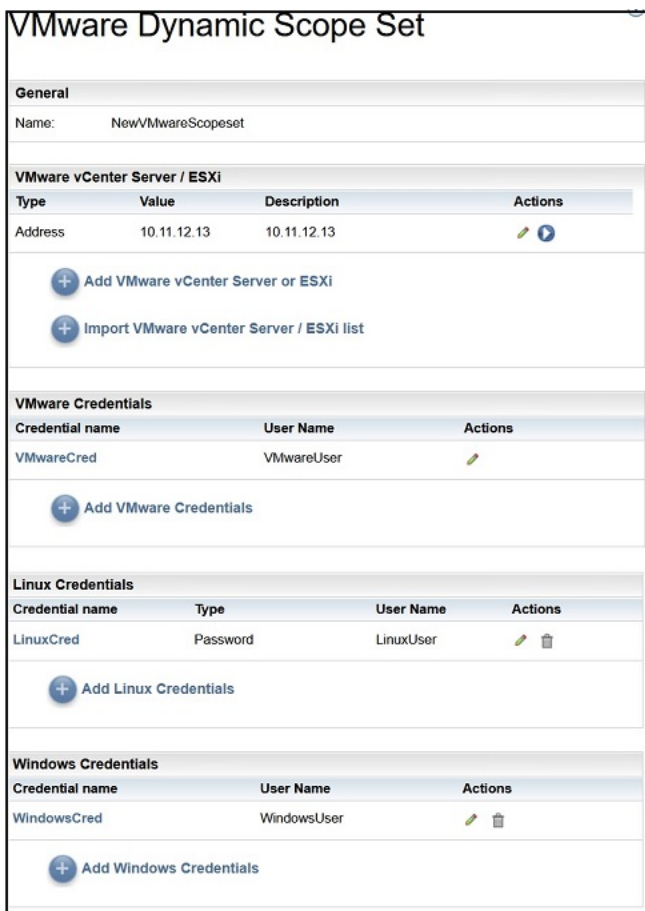 VMware Dynamic Scope Set
General
Name: NewVMwareScopeset
VMware vCenter Server / ESXi
Type Value Description Actions
Address 10.11.12.13 10.11.12.13
Add VMware vCenter Server or ESXi
Import VMware vCenter Server / ESXi list
VMware Credentials
Credential name User Name Actions
VMwareCred VMwareUser
Add VMware Credentials
Linux Credentials
Credential name Type User Name Actions
LinuxCred Password LinuxUser
Add Linux Credentials
Windows Credentials
Credential name User Name Actions
WindowsCred WindowsUser
Add Windows Credentials